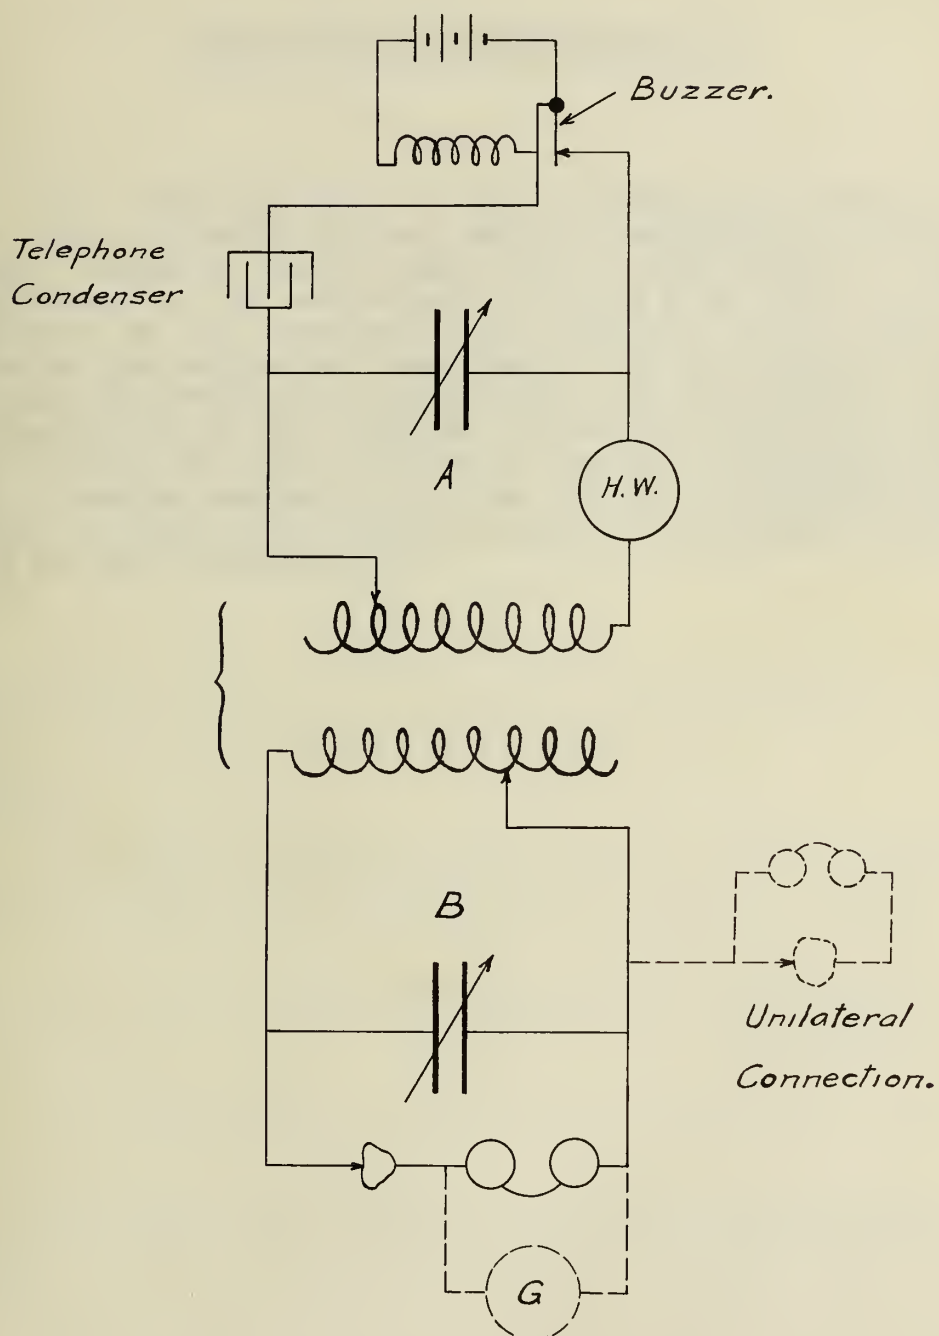 Buzzer.
Telephone
Condenser
A
H.W.
B
Unilateral
Connection.
G